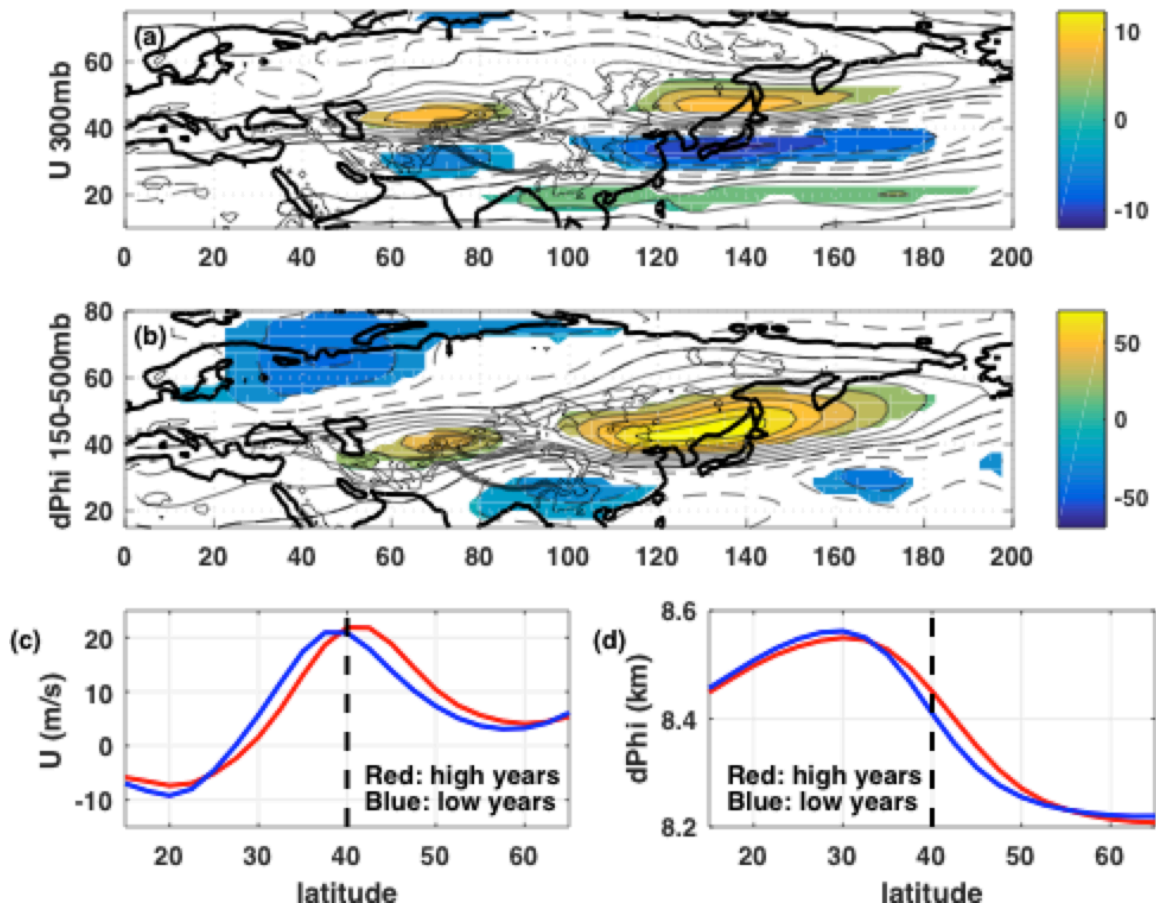 (a)
U 300mb
60
40
20
0 20 40 60 80 100 120 140 160 180 200
10
0
-10
(b)
dPhi 150-500mb
80
60
40
20
0 20 40 60 80 100 120 140 160 180 200
50
0
-50
(c)
U (m/s)
20
10
0
-10
Red: high years
Blue: low years
20 30 40 50 60
latitude
(d)
dPhi (km)
8.6
8.4
8.2
Red: high years
Blue: low years
20 30 40 50 60
latitude